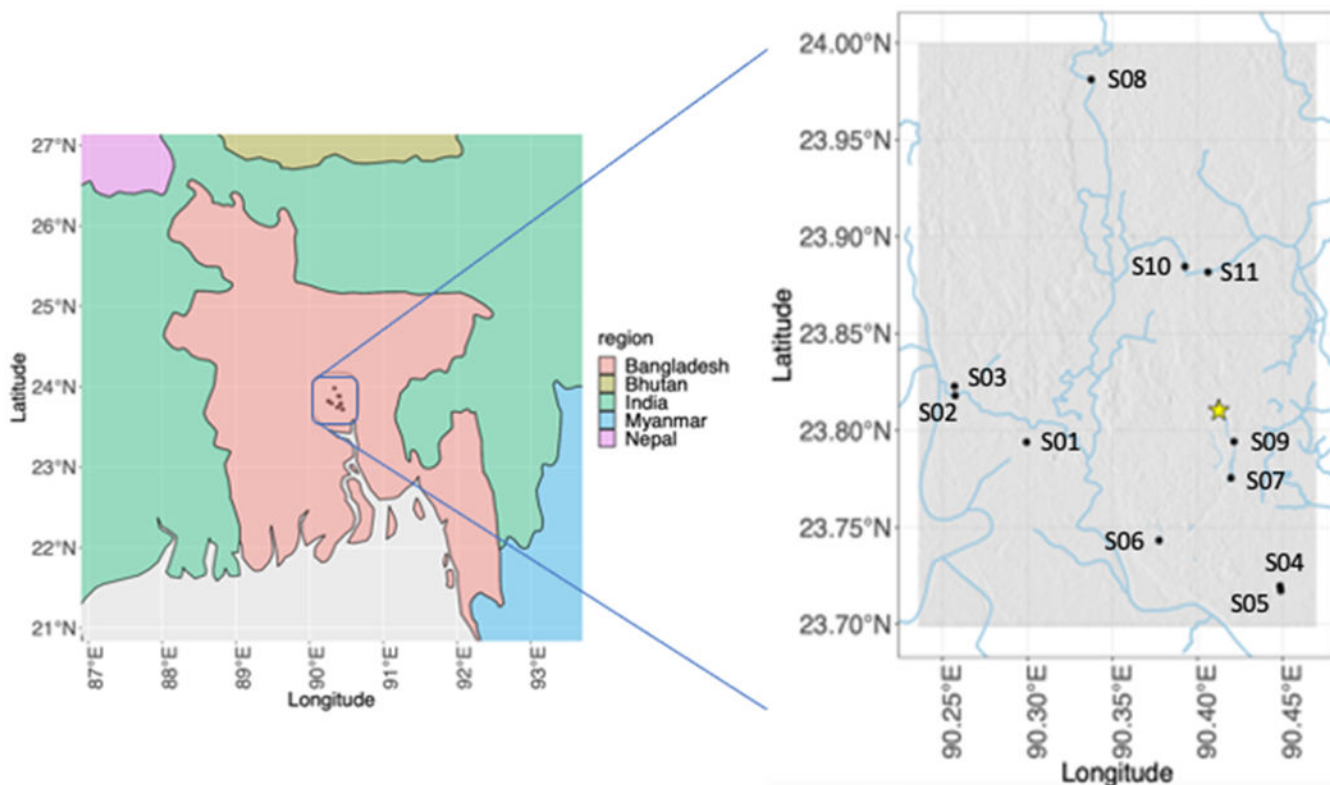 27°N
26°N
25°N
24°N
23°N
22°N
21°N
Latitude
87°E
88°E
89°E
90°E
91°E
92°E
93°E
Longitude
region
Bangladesh
Bhutan
India
Myanmar
Nepal
24.00°N
23.95°N
23.90°N
23.85°N
23.80°N
23.75°N
23.70°N
Latitude
S08
S10
S11
S03
S02
S01
S09
S07
S06
S04
S05
90.25°E
90.30°E
90.35°E
90.40°E
90.45°E
Longitude